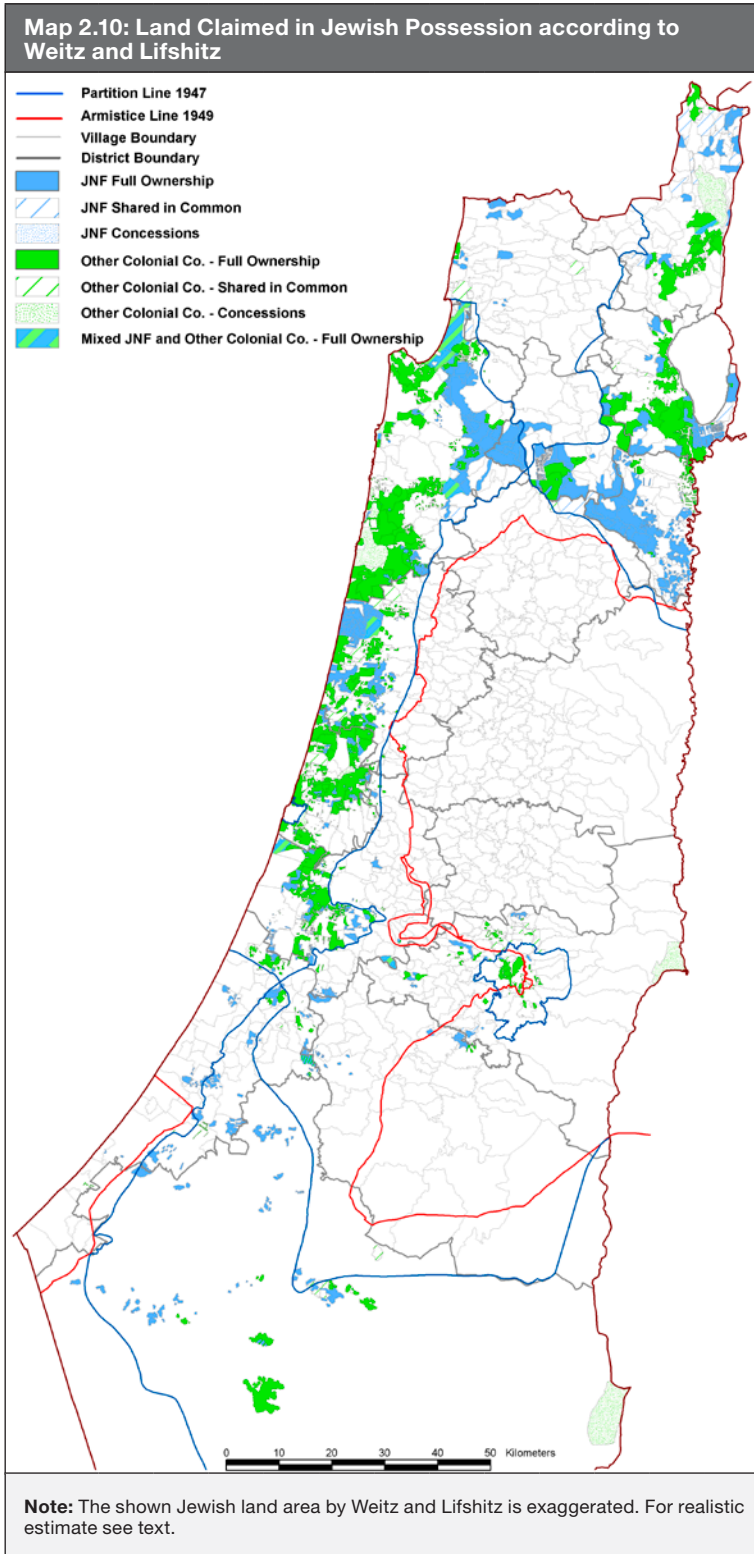 Map 2.10: Land Claimed in Jewish Possession according to
Weitz and Lifshitz
Partition Line 1947
Armistice Line 1949
Village Boundary
District Boundary
JNF Full Ownership
JNF Shared in Common
JNF Concessions
Other Colonial Co. - Full Ownership
Other Colonial Co. - Shared in Common
Other Colonial Co. - Concessions
Mixed JNF and Other Colonial Co. - Full Ownership
0 10 20 30 40 50 Kilometers
Note: The shown Jewish land area by Weitz and Lifshitz is exaggerated. For realistic
estimate see text.